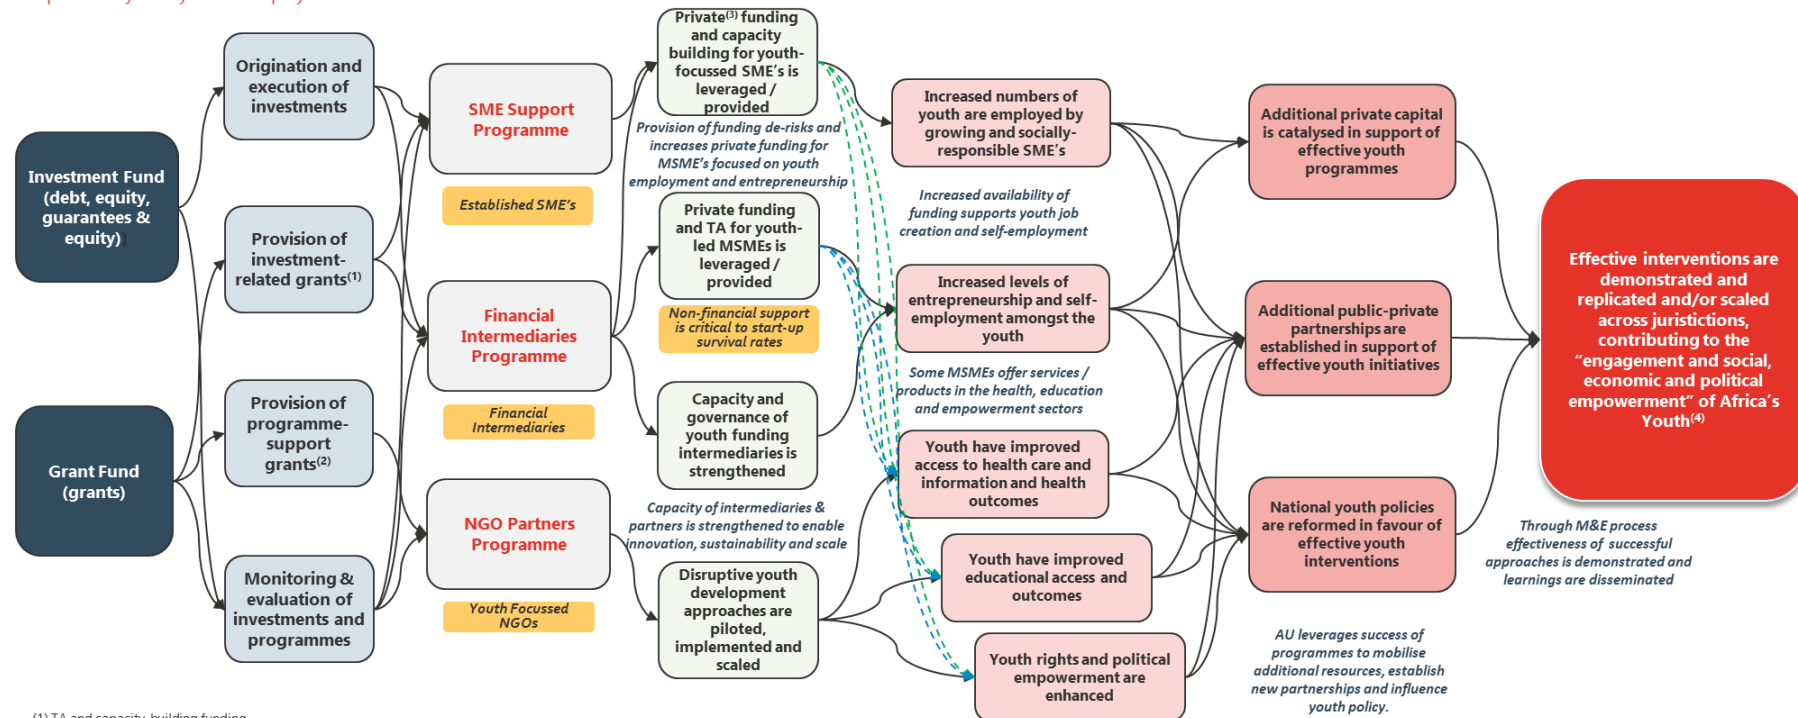 Investment Fund
(debt, equity,
guarantees &
equity))
Grant Fund
(grants)
Origination and
execution of
investments
Provision of
investment-
related grants(1)
Provision of
programme-
support
grants(2)
Monitoring &
evaluation of
investments and
programmes
SME Support
Programme
Established SME's
Financial
Intermediaries
Programme
Financial
Intermediaries
NGO Partners
Programme
Youth Focussed
NGOs
Private(3) funding
and capacity
building for youth-
focussed SME's is
leveraged /
provided
Provision of funding de-risks and
increases private funding for
MSME's focused on youth
employment and entrepreneurship
Private funding
and TA for youth-
led MSMEs is
leveraged /
provided
Non-financial support
is critical to start-up
survival rates
Capacity and
governance of
youth funding
intermediaries is
strengthened
Capacity of intermediaries &
partners is strengthened to enable
innovation, sustainability and scale
Disruptive youth
development
approaches are
piloted,
implemented and
scaled
Increased numbers of
youth are employed by
growing and socially-
responsible SME's
Increased availability of
funding supports youth job
creation and self-employment
Increased levels of
entrepreneurship and self-
employment amongst the
youth
Some MSMEs offer services /
products in the health, education
and empowerment sectors
Youth have improved
access to health care and
information and health
outcomes
Youth have improved
educational access and
outcomes
Youth rights and political
empowerment are
enhanced
Additional private capital
is catalysed in support of
effective youth
programmes
Additional public-private
partnerships are
established in support of
effective youth initiatives
National youth policies
are reformed in favour of
effective youth
interventions
AU leverages success of
programmes to mobilise
additional resources, establish
new partnerships and influence
youth policy.
Effective interventions are
demonstrated and
replicated and/or scaled
across juristictions,
contributing to the
"engagement and social,
economic and political
empowerment" of Africa's
Youth(4)
Through M&E process
effectiveness of successful
approaches is demonstrated and
learnings are disseminated
(1) TA and capacity-building funding